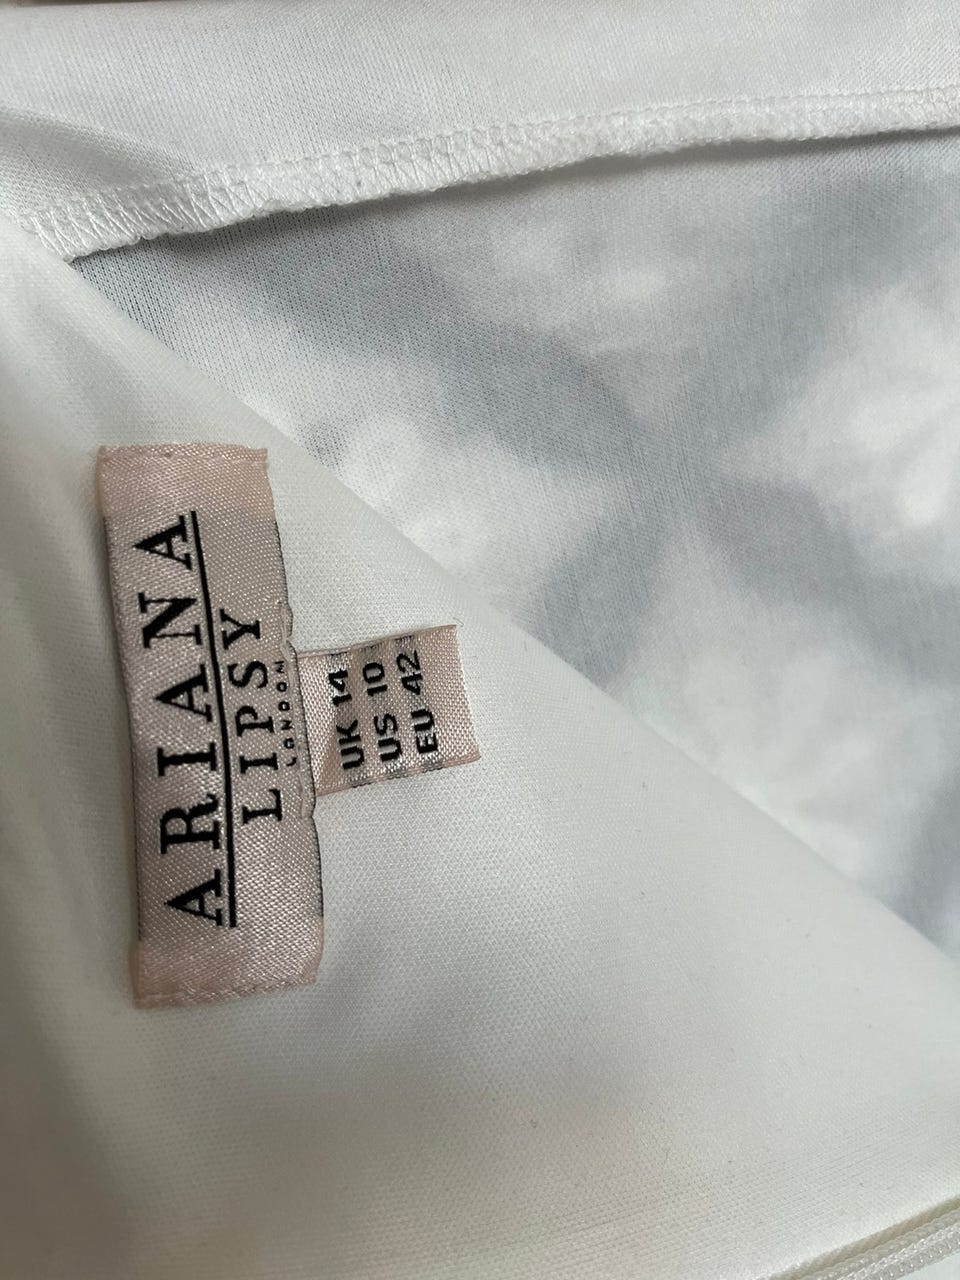 ARIANA
LIPSY
LONDON
UK 14
US 10
EU 42